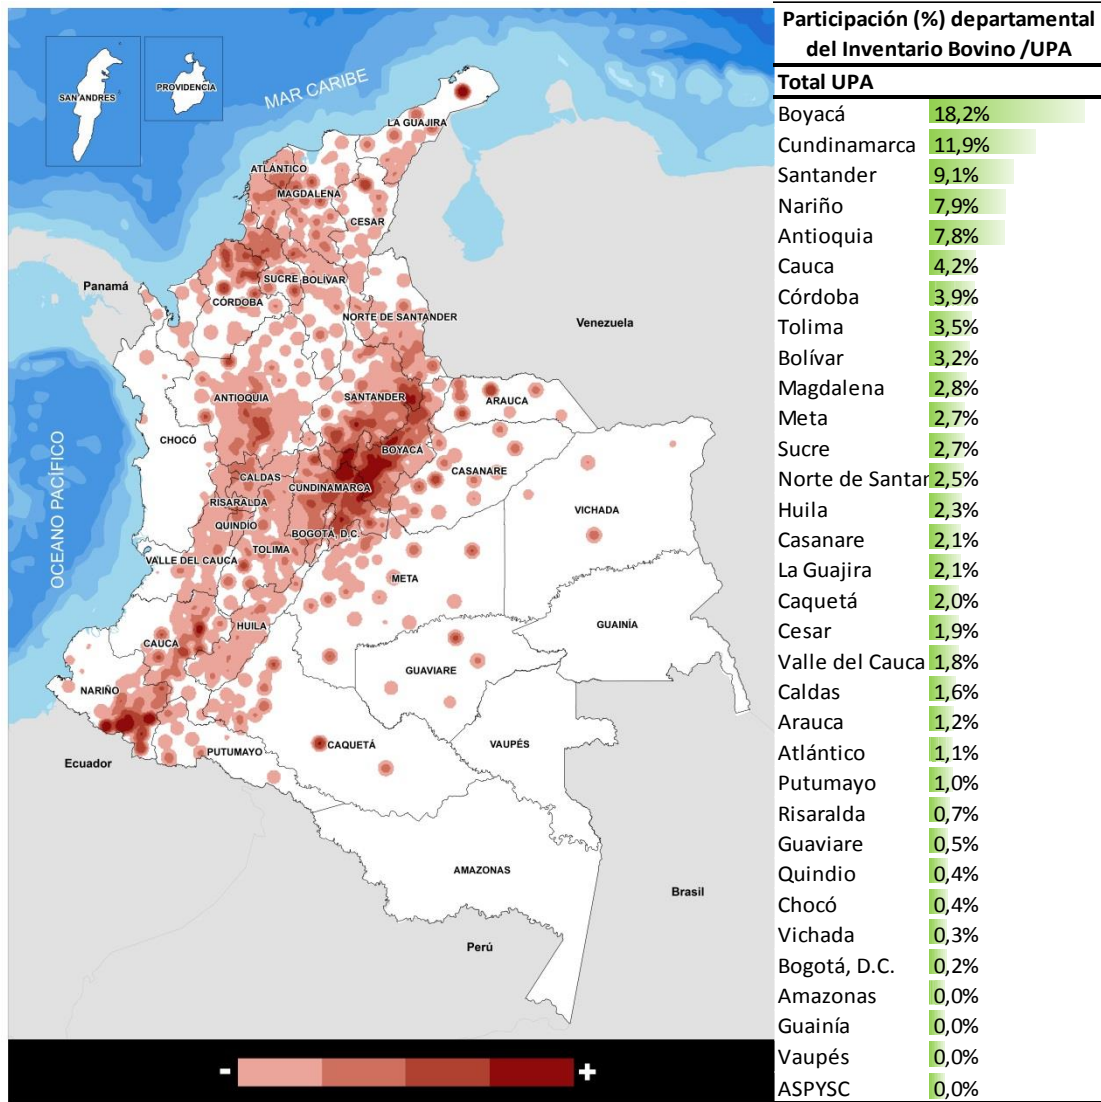 SAN ANDRES
PROVIDENCIA
MAR CARIBE
LA GUAJIRA
ATLÁNTICO
MAGDALENA
CESAR
SUCRE
BOLÍVAR
CÓRDOBA
Panamá
NORTE DE SANTANDER
Venezuela
ANTIOQUIA
SANTANDER
ARAUCA
CHOCÓ
BOYACÁ
CASANARE
CALDAS
CUNDINAMARCA
RISARALDA
VICHADA
QUINDÍO
BOGOTÁ, D.C.
TOLIMA
VALLE DEL CAUCA
META
OCEANO PACÍFICO
GUAINÍA
HUILA
CAUCA
GUAVIARE
NARIÑO
VAUPÉS
CAQUETÁ
PUTUMAYO
Ecuador
AMAZONAS
Brasil
Perú
- +
Participación (%) departamental
del Inventario Bovino /UPA
Total UPA
Boyacá 18,2%
Cundinamarca 11,9%
Santander 9,1%
Nariño 7,9%
Antioquia 7,8%
Cauca 4,2%
Córdoba 3,9%
Tolima 3,5%
Bolívar 3,2%
Magdalena 2,8%
Meta 2,7%
Sucre 2,7%
Norte de Santar 2,5%
Huila 2,3%
Casanare 2,1%
La Guajira 2,1%
Caquetá 2,0%
Cesar 1,9%
Valle del Cauca 1,8%
Caldas 1,6%
Arauca 1,2%
Atlántico 1,1%
Putumayo 1,0%
Risaralda 0,7%
Guaviare 0,5%
Quindio 0,4%
Chocó 0,4%
Vichada 0,3%
Bogotá, D.C. 0,2%
Amazonas 0,0%
Guainía 0,0%
Vaupés 0,0%
ASPYSC 0,0%